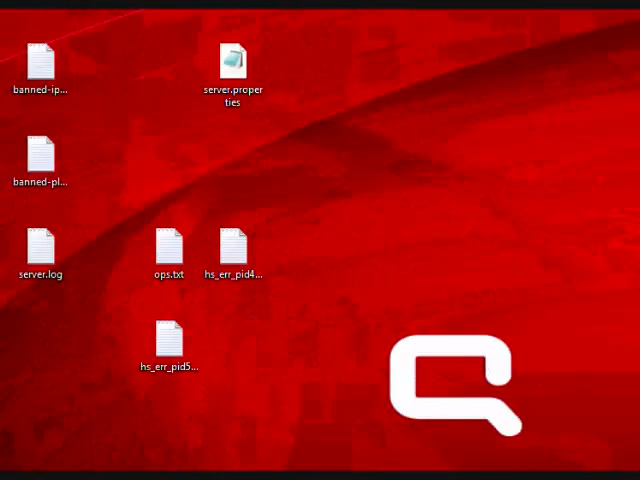 banned-ip...
server.proper
ties
banned-pl...
server.log
ops.txt
hs_err_pid4...
hs_err_pid5...